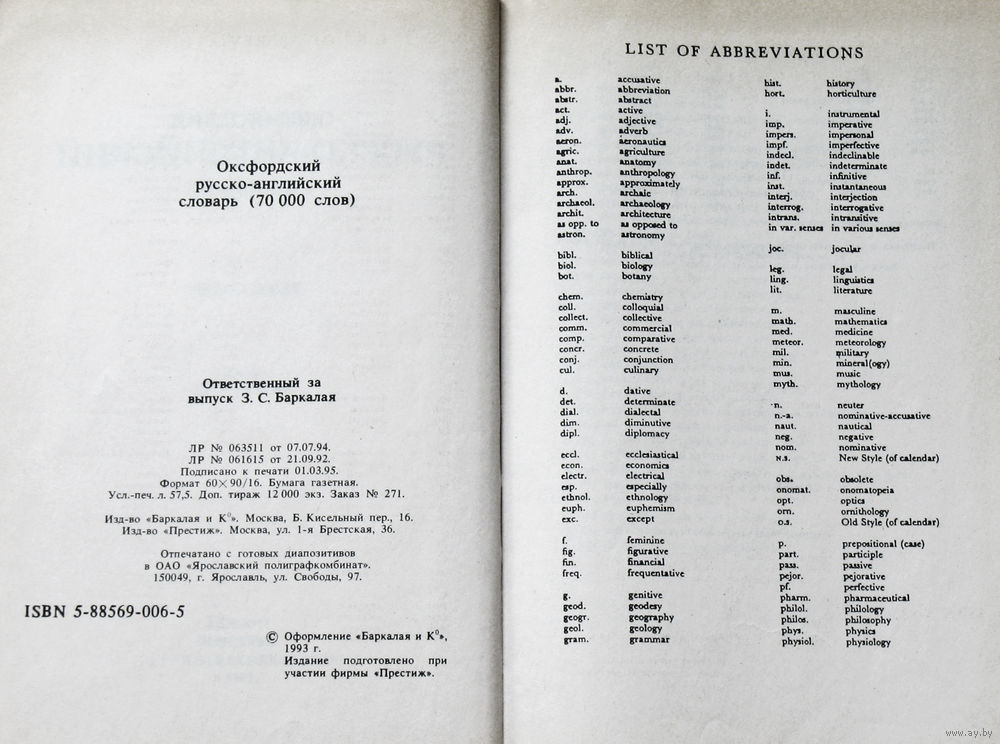 Оксфордский
русско-английский
словарь (70 000 слов)
Ответственный за
выпуск З. С. Баркалая
ЛР № 063511 от 07.07.94.
ЛР № 061615 от 21.09.92.
Подписано к печати 01.03.95.
Формат 60×90/16. Бумага газетная.
Усл.-печ. л. 57,5. Доп. тираж 12 000 экз. Заказ № 271.
Изд-во «Баркалая и К⁰». Москва, Б. Кисельный пер., 16.
Изд-во «Престиж». Москва, ул. 1-я Брестская, 36.
Отпечатано с готовых диапозитивов
в ОАО «Ярославский полиграфкомбинат».
150049, г. Ярославль, ул. Свободы, 97.
ISBN 5-88569-006-5
© Оформление «Баркалая и К⁰»,
1993 г.
Издание подготовлено при
участии фирмы «Престиж».
LIST OF ABBREVIATIONS
a. accusative
abbr. abbreviation
abstr. abstract
act. active
adj. adjective
adv. adverb
aeron. aeronautics
agric. agriculture
anat. anatomy
anthrop. anthropology
approx. approximately
arch. archaic
archaeol. archaeology
archit. architecture
as opp. to as opposed to
astron. astronomy
bibl. biblical
biol. biology
bot. botany
chem. chemistry
coll. colloquial
collect. collective
comm. commercial
comp. comparative
concr. concrete
conj. conjunction
cul. culinary
d. dative
det. determinate
dial. dialectal
dim. diminutive
dipl. diplomacy
eccl. ecclesiastical
econ. economics
electr. electrical
esp. especially
ethnol. ethnology
euph. euphemism
exc. except
f. feminine
fig. figurative
fin. financial
freq. frequentative
g. genitive
geod. geodesy
geogr. geography
geol. geology
gram. grammar
hist. history
hort. horticulture
i. instrumental
imp. imperative
impers. impersonal
impf. imperfective
indecl. indeclinable
indet. indeterminate
inf. infinitive
inst. instantaneous
interj. interjection
interrog. interrogative
intrans. intransitive
in var. senses in various senses
joc. jocular
leg. legal
ling. linguistics
lit. literature
m. masculine
math. mathematics
med. medicine
meteor. meteorology
mil. military
min. mineral(ogy)
mus. music
myth. mythology
n. neuter
n.-a. nominative-accusative
naut. nautical
neg. negative
nom. nominative
N.S. New Style (of calendar)
obs. obsolete
onomat. onomatopeia
opt. optics
orn. ornithology
o.s. Old Style (of calendar)
p. prepositional (case)
part. participle
pass. passive
pejor. pejorative
pf. perfective
pharm. pharmaceutical
philol. philology
philos. philosophy
phys. physics
physiol. physiology
www.ay.by